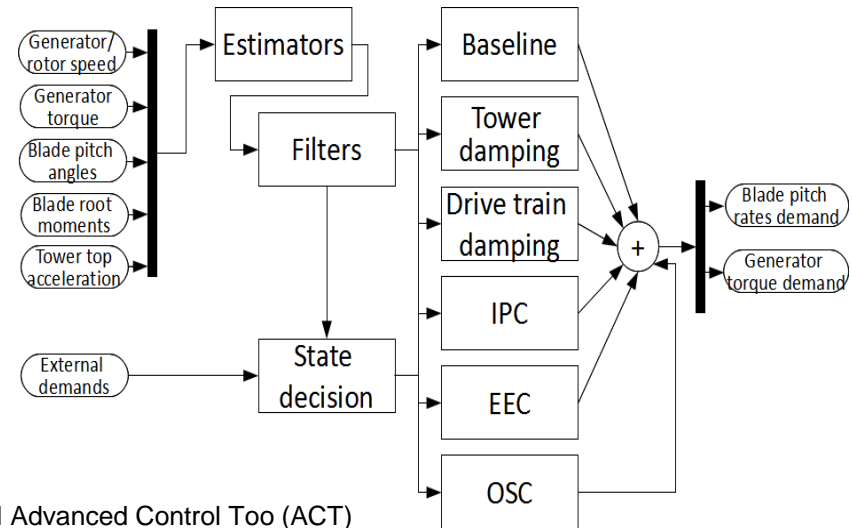 Generator/
rotor speed
Generator
torque
Blade pitch
angles
Blade root
moments
Tower top
acceleration
External
demands
Estimators
Filters
State
decision
Baseline
Tower
damping
Drive train
damping
IPC
EEC
OSC
+
Blade pitch
rates demand
Generator
torque demand
Advanced Control Too (ACT)